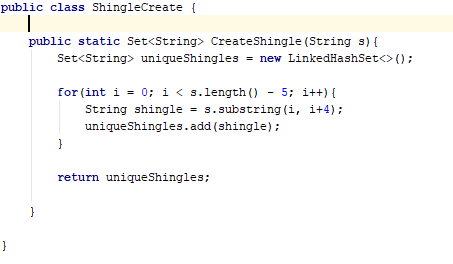 public class ShingleCreate {
public static Set<String> CreateShingle(String s){
Set<String> uniqueShingles = new LinkedHashSet<>();
for(int i = 0; i < s.length() - 5; i++){
String shingle = s.substring(i, i+4);
uniqueShingles.add(shingle);
}
return uniqueShingles;
}
}